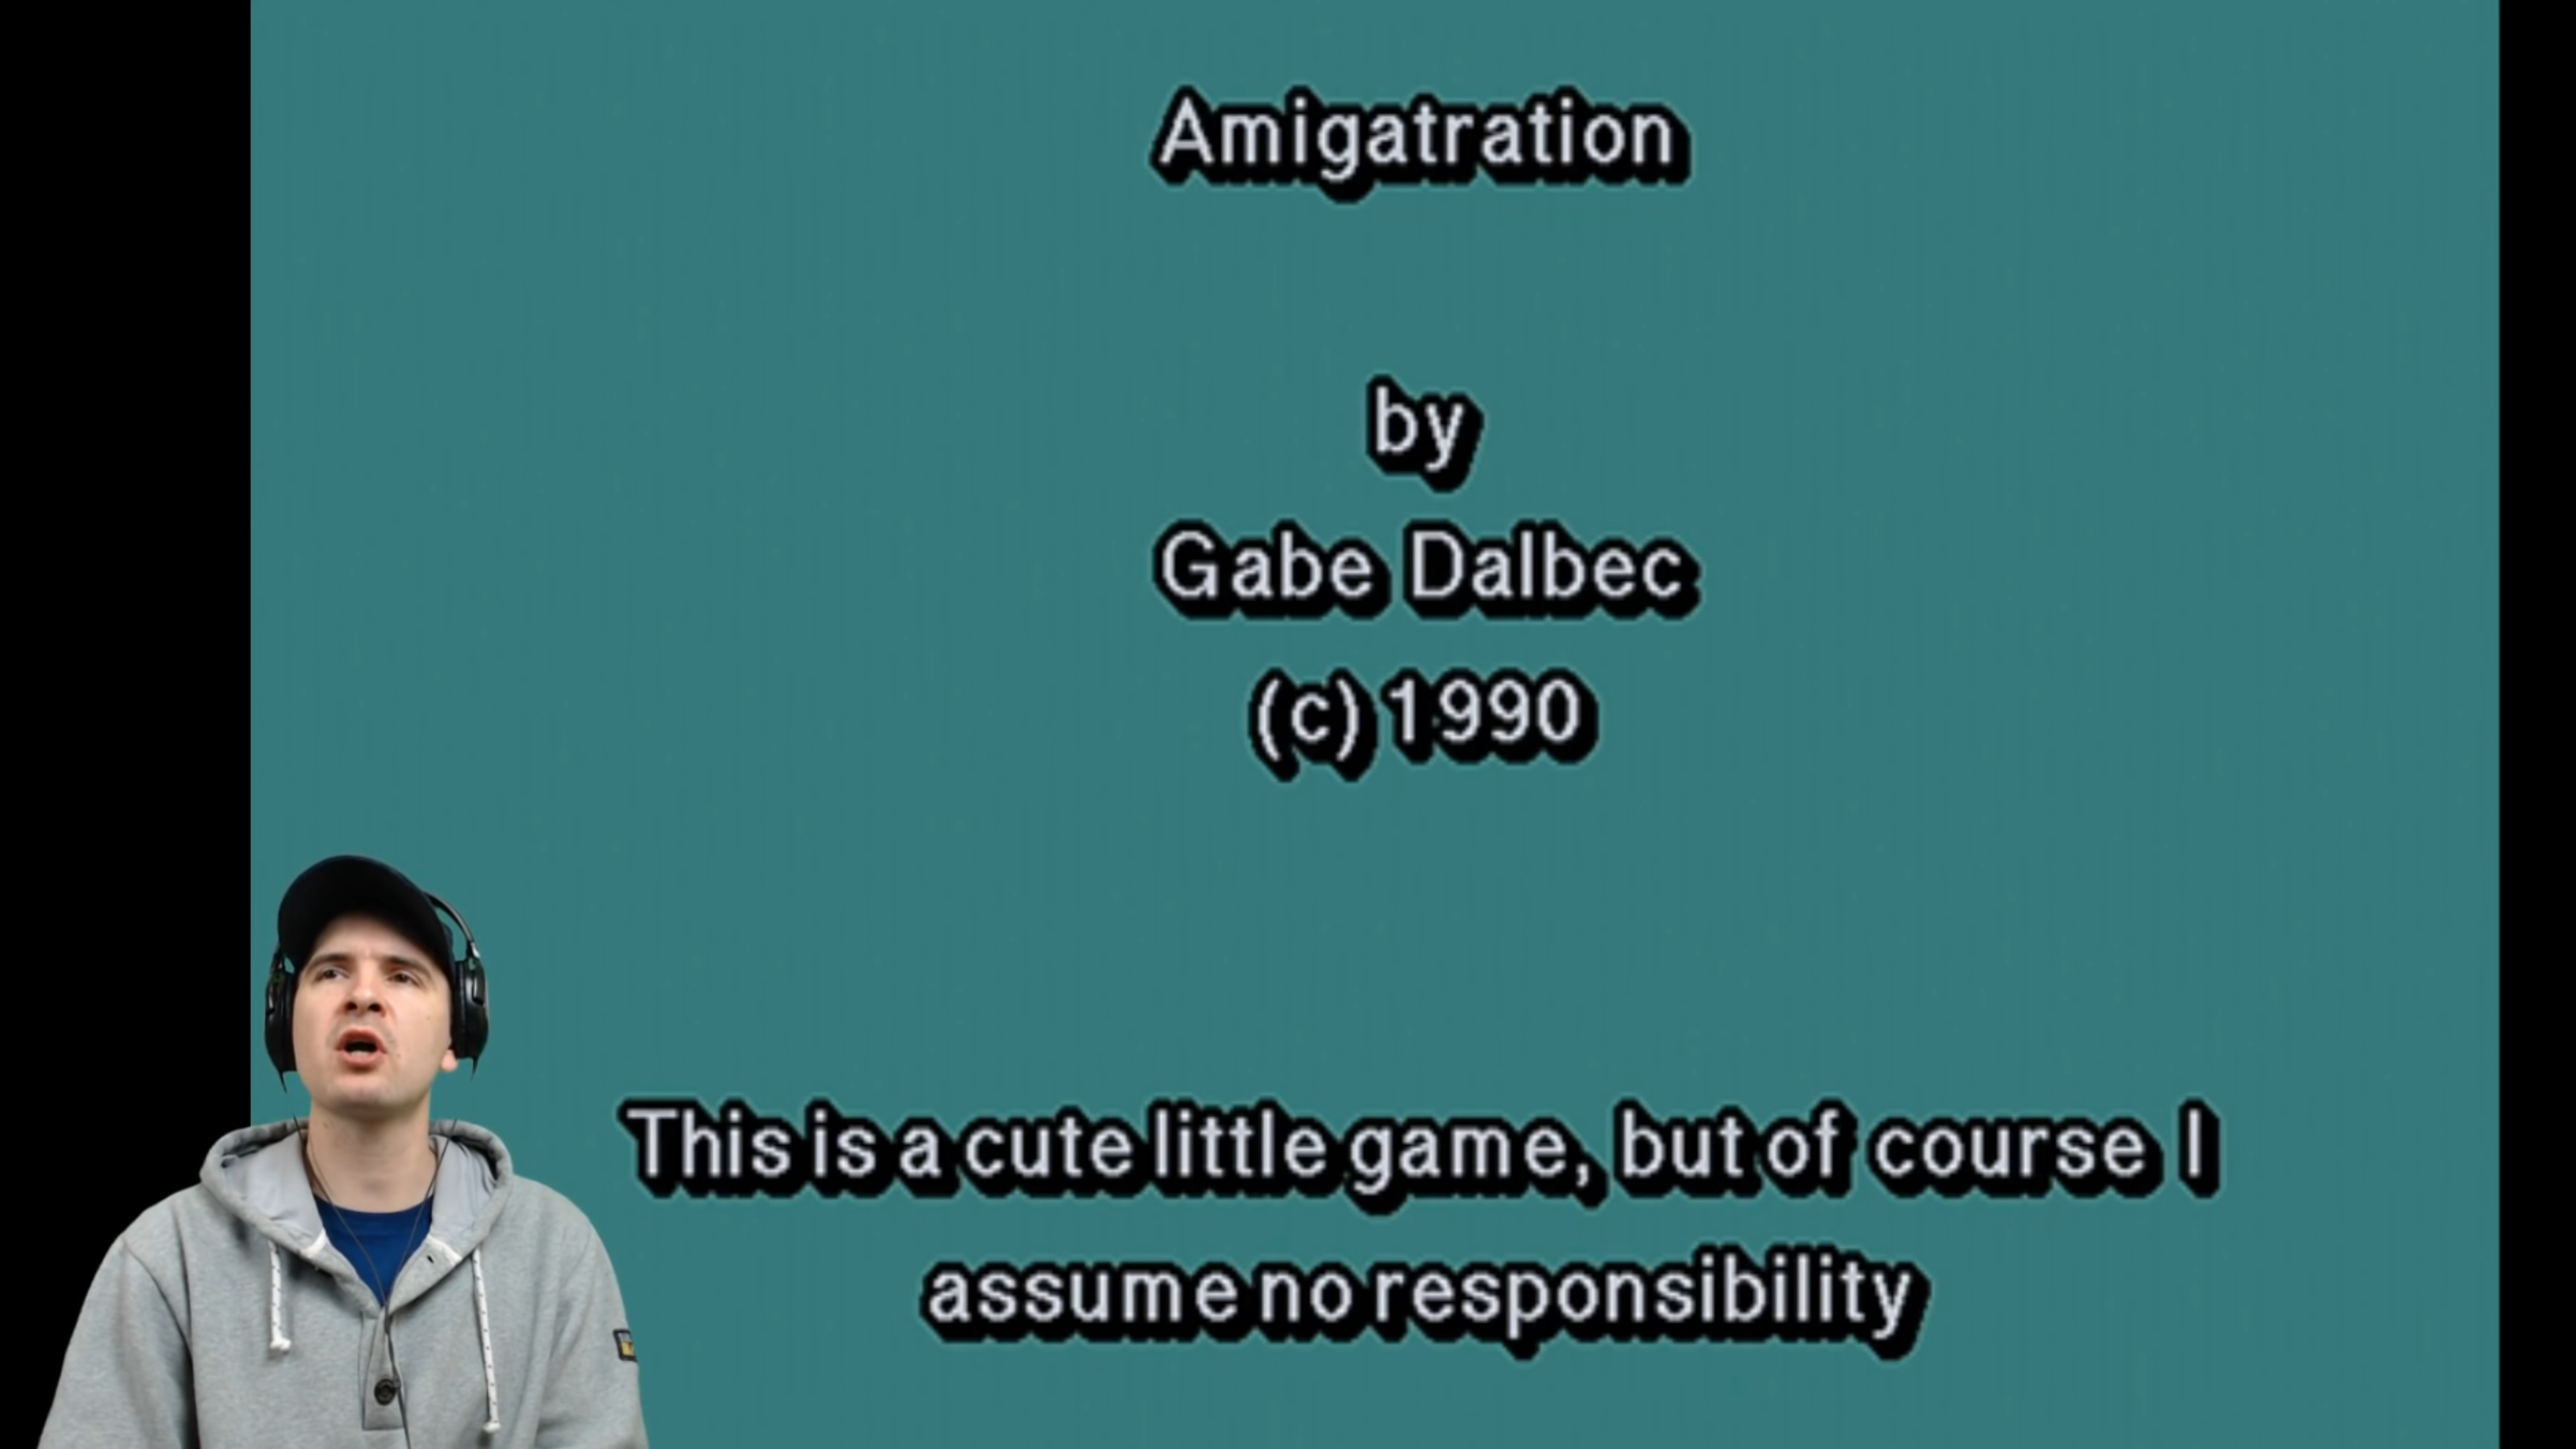 Amigatration
by
Gabe Dalbec
(c) 1990
This is a cute little game, but of course I
assume no responsibility